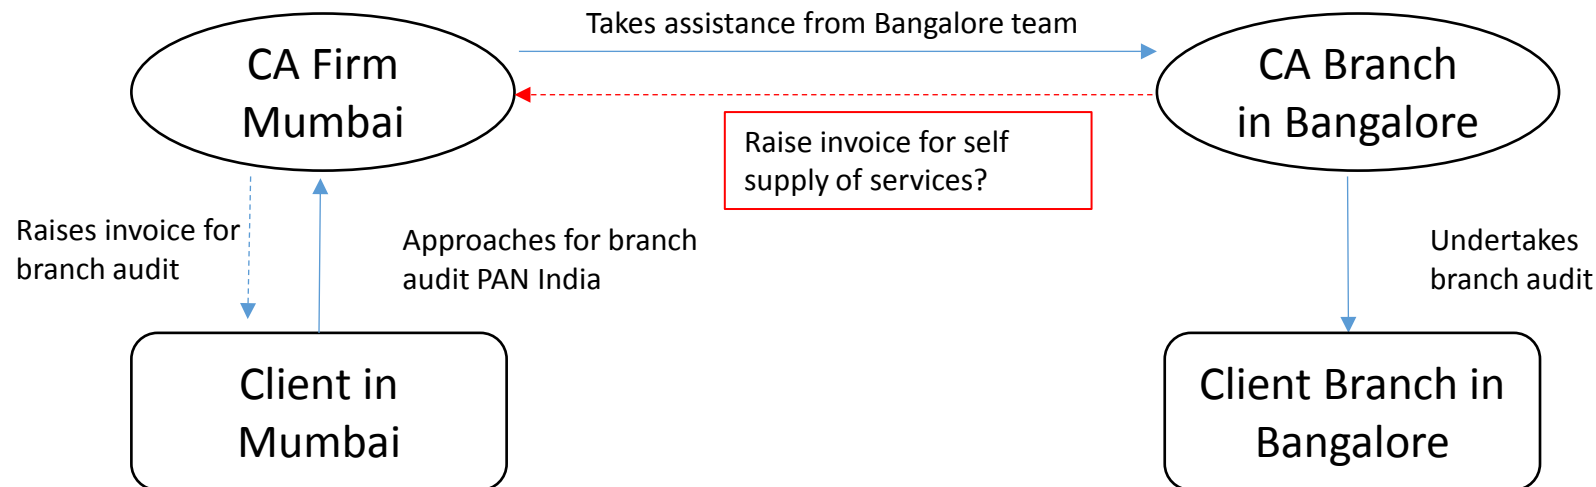 Takes assistance from Bangalore team
CA Firm
Mumbai
CA Branch
in Bangalore
Raise invoice for self
supply of services?
Raises invoice for
branch audit
Approaches for branch
audit PAN India
Undertakes
branch audit
Client in
Mumbai
Client Branch in
Bangalore